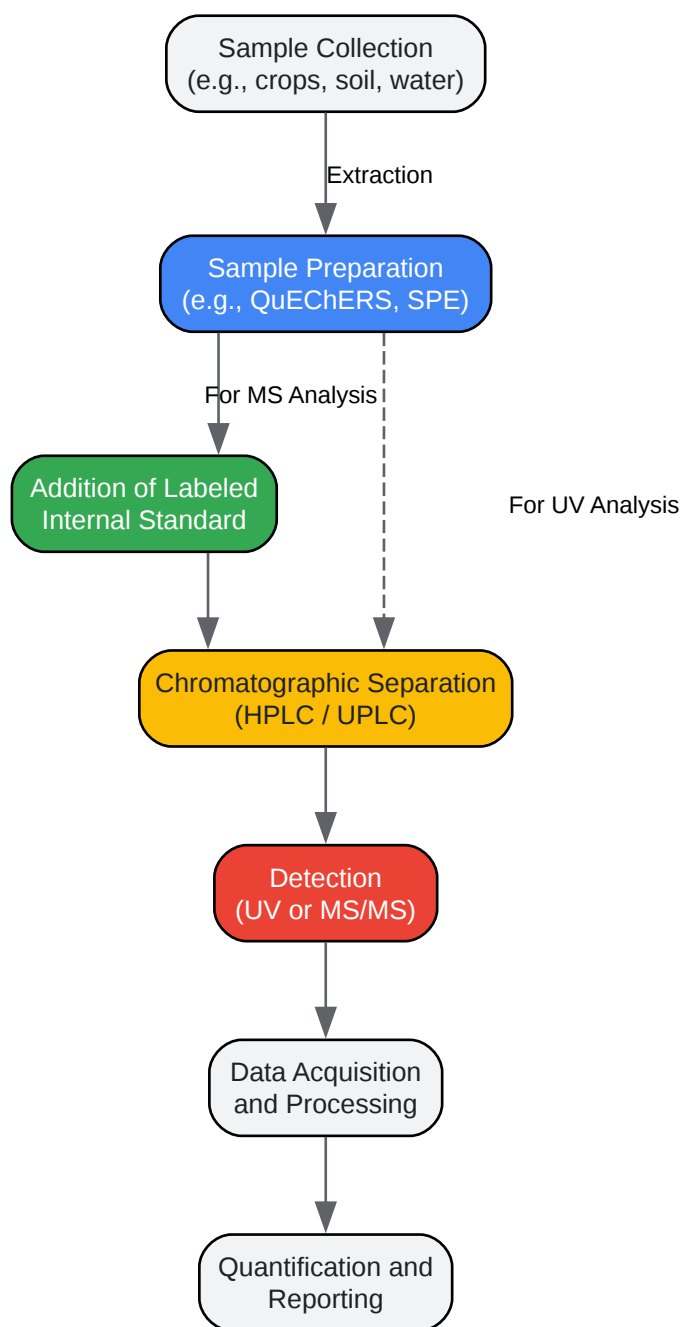 Sample Collection
(e.g., crops, soil, water)
Extraction
Sample Preparation
(e.g., QuEChERS, SPE)
For MS Analysis
Addition of Labeled
Internal Standard
For UV Analysis
Chromatographic Separation
(HPLC / UPLC)
Detection
(UV or MS/MS)
Data Acquisition
and Processing
Quantification and
Reporting